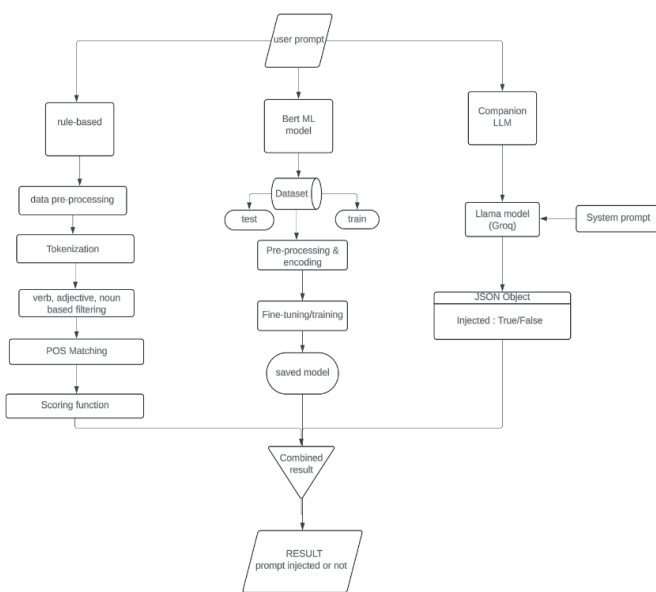 user prompt
rule-based
Bert ML
model
Companion
LLM
data pre-processing
Dataset
test
train
Llama model
(Groq)
System prompt
Tokenization
Pre-processing &
encoding
verb, adjective, noun
based filtering
JSON Object
Injected : True/False
Fine-tuning/training
POS Matching
saved model
Scoring function
Combined
result
RESULT
prompt injected or not